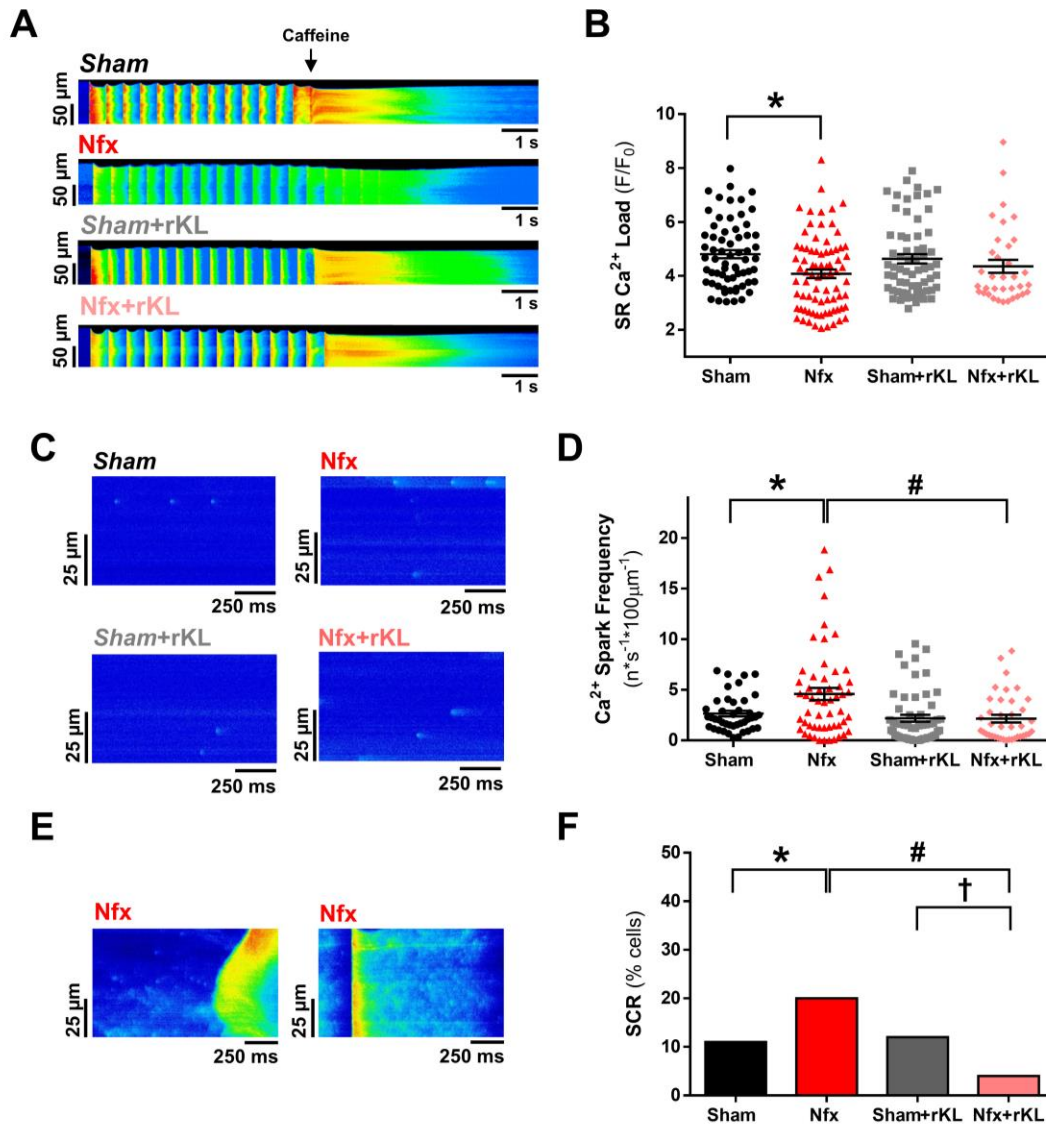 A
Caffeine
Sham
50 µm
1 s
Nfx
50 µm
1 s
Sham+rKL
50 µm
1 s
Nfx+rKL
50 µm
1 s
B
*
SR Ca²⁺ Load (F/F₀)
10
8
6
4
2
Sham Nfx Sham+rKL Nfx+rKL
C
Sham
25 µm
250 ms
Nfx
25 µm
250 ms
Sham+rKL
25 µm
250 ms
Nfx+rKL
25 µm
250 ms
D
* #
Ca²⁺ Spark Frequency
(n*s⁻¹*100µm⁻¹)
20
15
10
5
0
Sham Nfx Sham+rKL Nfx+rKL
E
Nfx
25 µm
250 ms
Nfx
25 µm
250 ms
F
* #
†
SCR (% cells)
50
40
30
20
10
0
Sham Nfx Sham+rKL Nfx+rKL